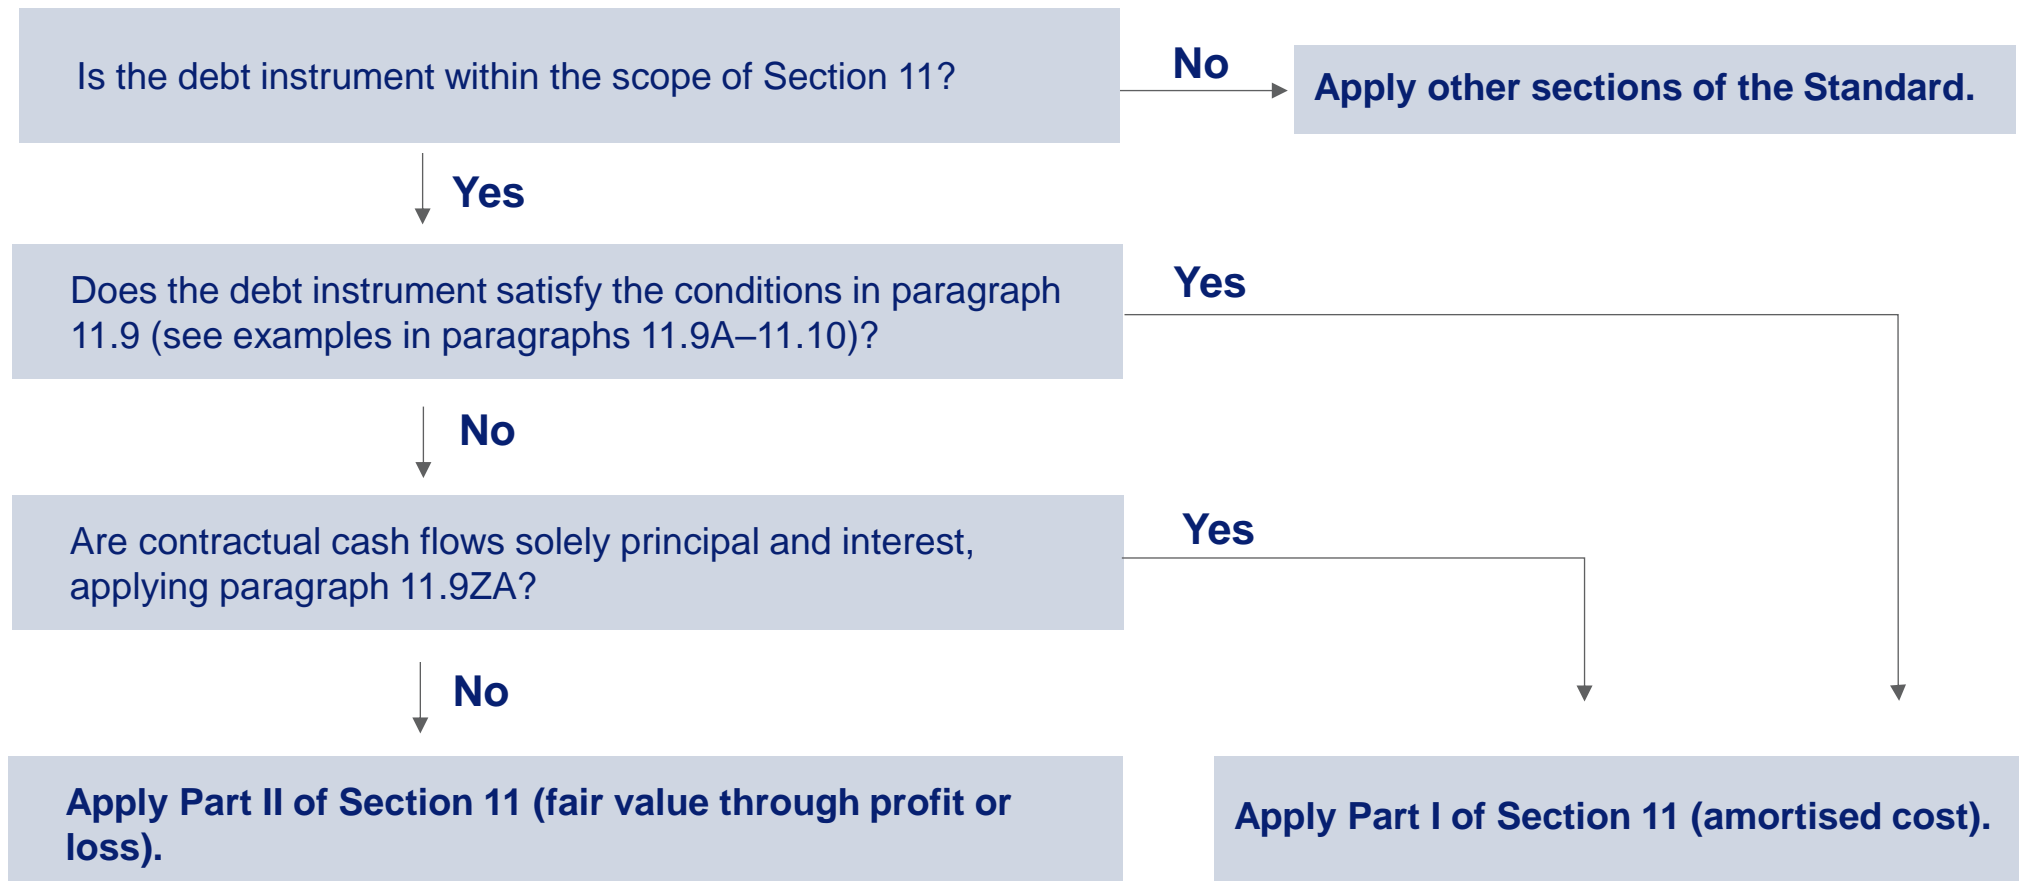 Is the debt instrument within the scope of Section 11?
No
Apply other sections of the Standard.
Yes
Does the debt instrument satisfy the conditions in paragraph
11.9 (see examples in paragraphs 11.9A–11.10)?
Yes
No
Are contractual cash flows solely principal and interest,
applying paragraph 11.9ZA?
Yes
No
Apply Part II of Section 11 (fair value through profit or
loss).
Apply Part I of Section 11 (amortised cost).